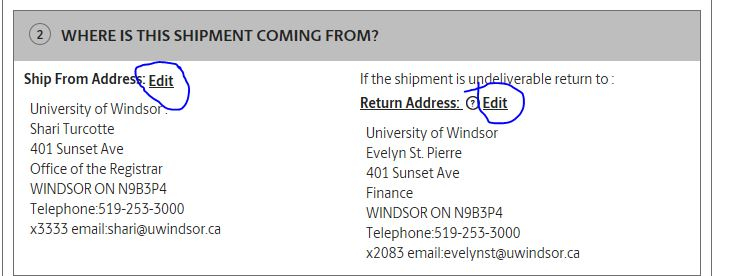 2 WHERE IS THIS SHIPMENT COMING FROM?
Ship From Address: Edit
University of Windsor
Shari Turcotte
401 Sunset Ave
Office of the Registrar
WINDSOR ON N9B3P4
Telephone:519-253-3000
x3333 email:shari@uwindsor.ca
If the shipment is undeliverable return to :
Return Address: ? Edit
University of Windsor
Evelyn St. Pierre
401 Sunset Ave
Finance
WINDSOR ON N9B3P4
Telephone:519-253-3000
x2083 email:evelynst@uwindsor.ca